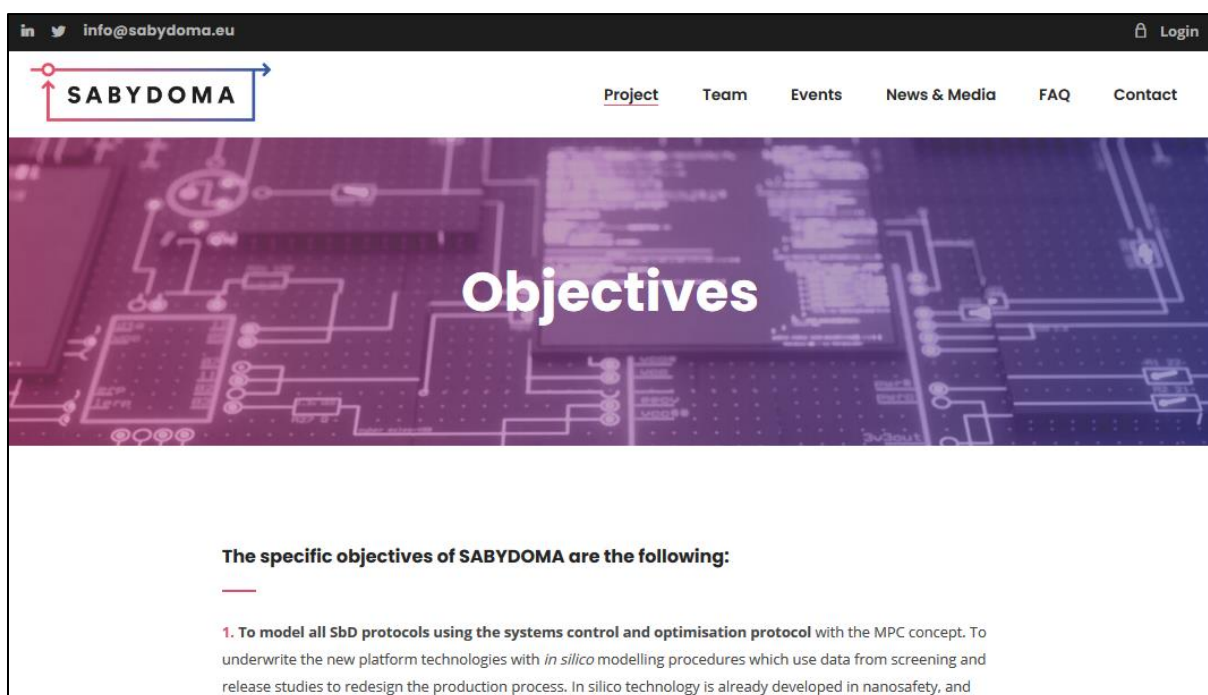 in info@sabydoma.eu Login
SABYDOMA
Project Team Events News & Media FAQ Contact
Objectives
vcc
3v3out
The specific objectives of SABYDOMA are the following:
1. To model all SbD protocols using the systems control and optimisation protocol with the MPC concept. To
underwrite the new platform technologies with in silico modelling procedures which use data from screening and
release studies to redesign the production process. In silico technology is already developed in nanosafety, and